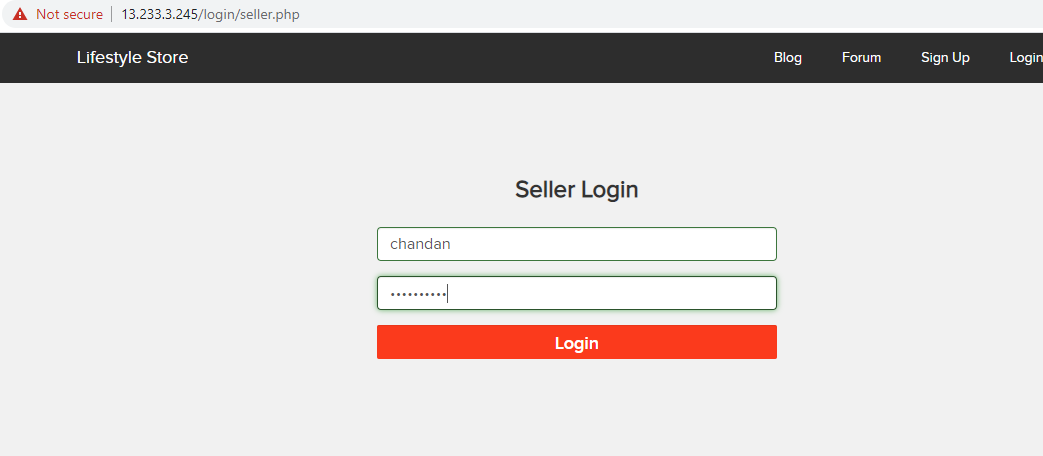 Not secure 13.233.3.245/login/seller.php
Lifestyle Store Blog Forum Sign Up Login
Seller Login
chandan
••••••••••
Login